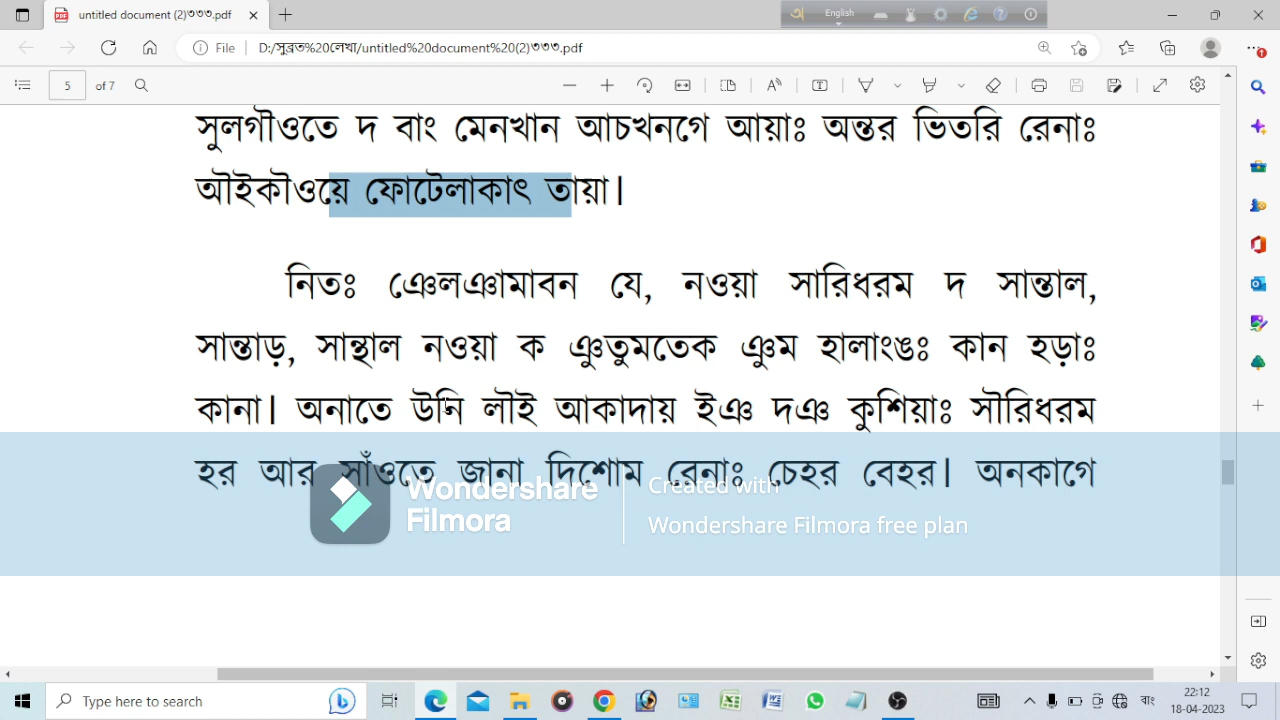 untitled document (2)৩৩৩.pdf
English
File D:/সুব্রত%20লেখা/untitled%20document%20(2)৩৩৩.pdf
5 of 7
সুলগীওতে দ বাং মেনখান আচখনগে আয়াঃ অন্তর ভিতরি রেনাঃ
আঁইকীওয়ে ফোটেলাকাৎ তায়া।
নিতঃ ঞেলঞামাবন যে, নওয়া সারিধরম দ সান্তাল,
সান্তাড়, সান্থাল নওয়া ক ঞুতুমতেক ঞুম হালাংঙঃ কান হড়াঃ
কানা। অনাতে উনি লাই আকাদায় ইঞ দঞ কুশিয়াঃ সৗরিধরম
হর আর সাঁওতে জানা দিশোম রেনাঃ চেহর বেহর। অনকাগে
Wondershare
Filmora
Created with
Wondershare Filmora free plan
Type here to search
22:12
18-04-2023